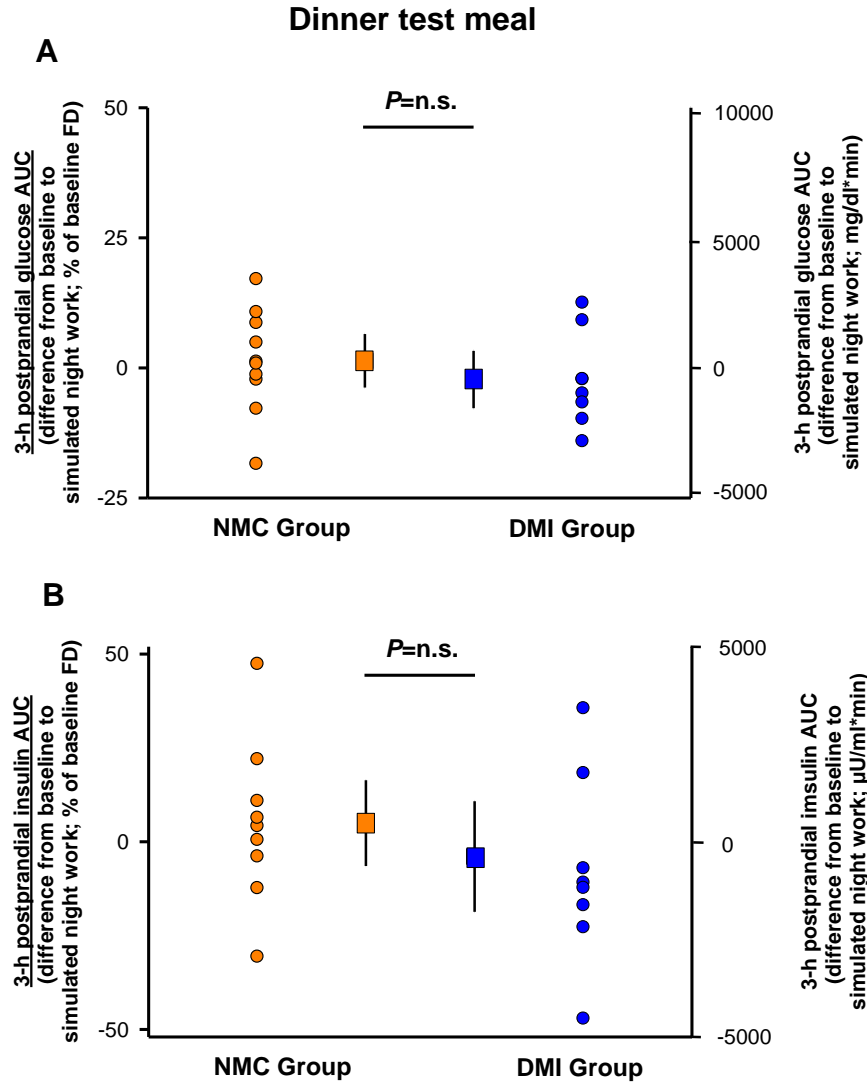 Dinner test meal
A
P=n.s.
3-h postprandial glucose AUC
(difference from baseline to
simulated night work; % of baseline FD)
50
25
0
-25
3-h postprandial glucose AUC
(difference from baseline to
simulated night work; mg/dl*min)
10000
5000
0
-5000
NMC Group
DMI Group
B
P=n.s.
3-h postprandial imsulin AUC
(difference from baseline to
simulated night work; % of baseline FD)
50
0
-50
3-h postprandial imsulin AUC
(difference from baseline to
simulated night work; µU/ml*min)
5000
0
-5000
NMC Group
DMI Group